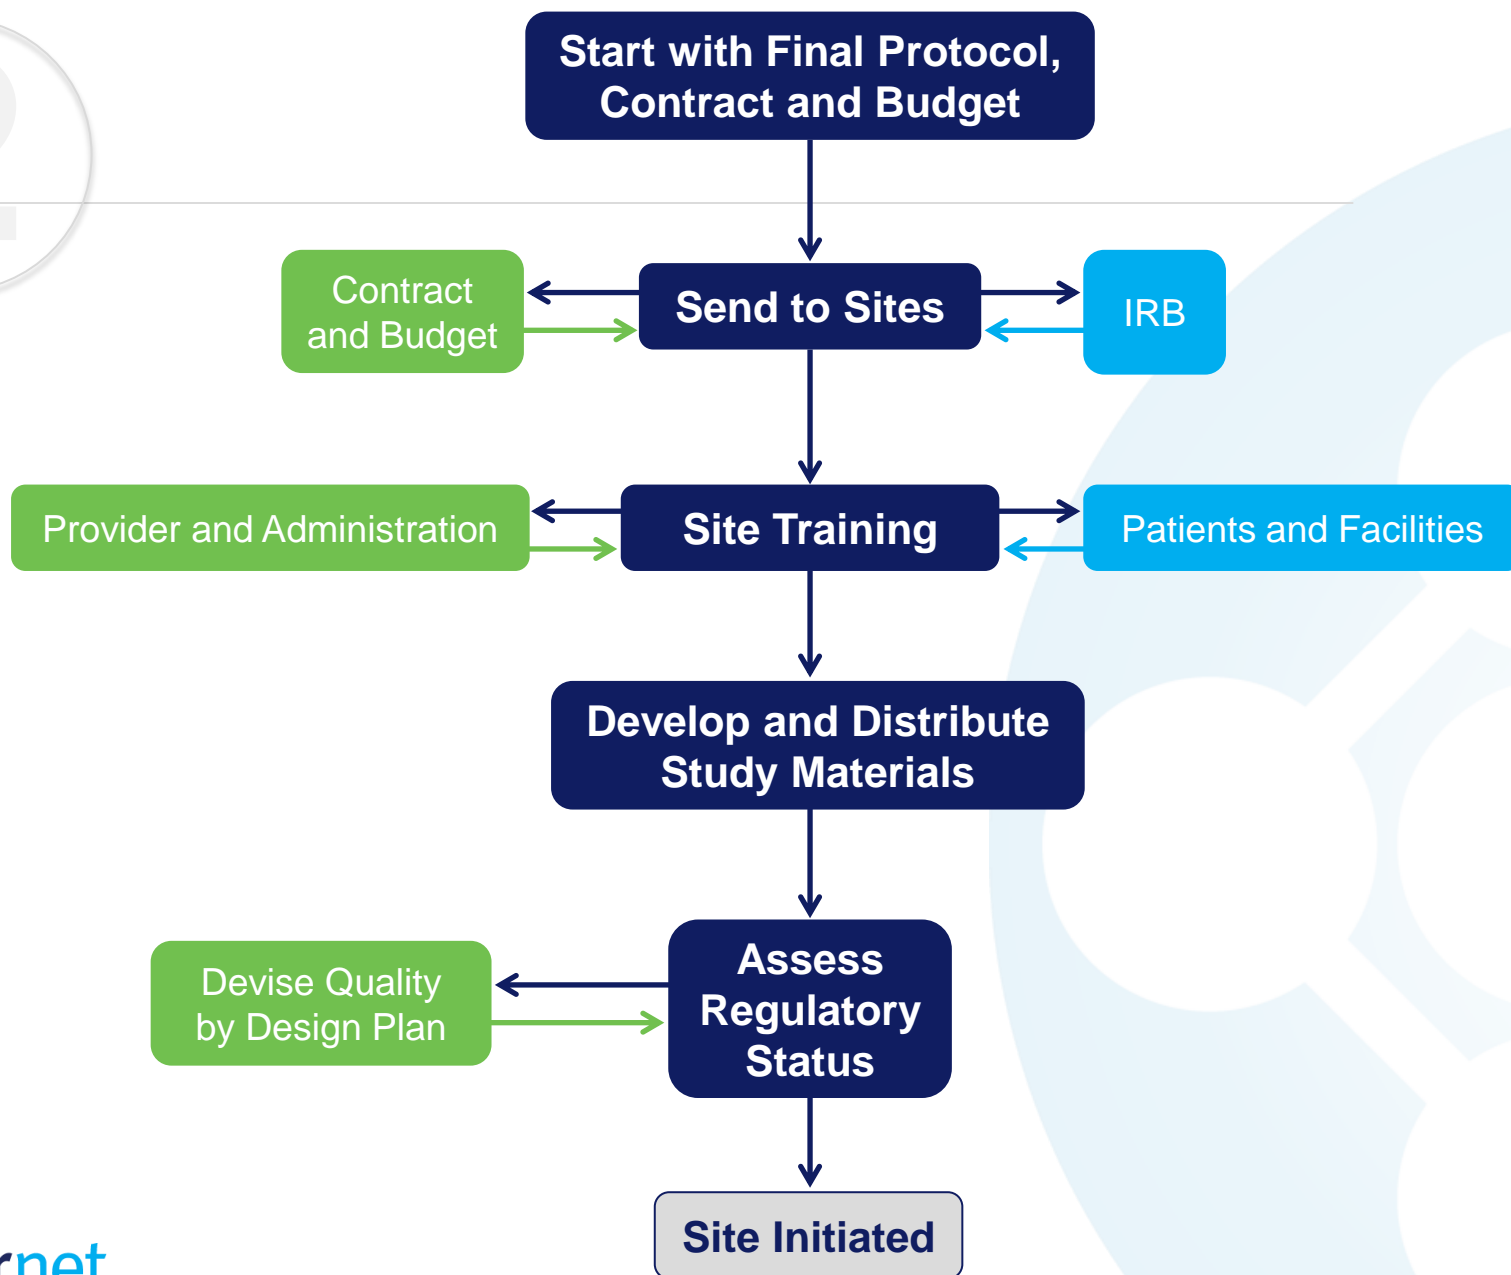 Start with Final Protocol,
Contract and Budget
Contract
and Budget
Send to Sites
IRB
Provider and Administration
Site Training
Patients and Facilities
Develop and Distribute
Study Materials
Devise Quality
by Design Plan
Assess
Regulatory
Status
Site Initiated
rnet